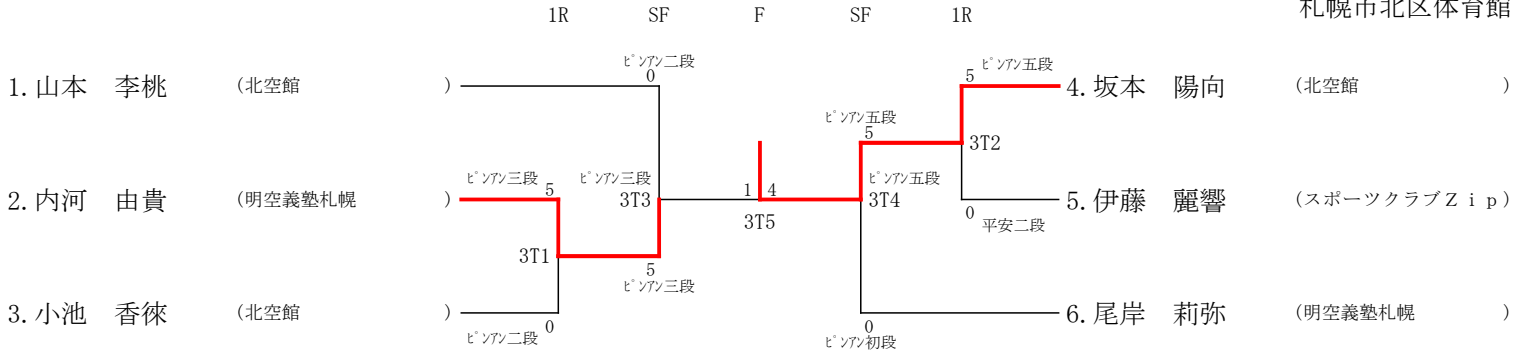 札幌市北区体育館
1R SF F SF 1R
ﾋﾟﾝｱﾝ二段 0 5 ﾋﾟﾝｱﾝ五段
1. 山本 李桃 (北空館 ) 4. 坂本 陽向 (北空館 )
ﾋﾟﾝｱﾝ五段 5
3T2
ﾋﾟﾝｱﾝ三段 5 ﾋﾟﾝｱﾝ三段 ﾋﾟﾝｱﾝ五段
2. 内河 由貴 (明空義塾札幌 ) 3T3 1 4 3T4 5. 伊藤 麗響 (スポーツクラブＺｉｐ)
3T5 0 平安二段
3T1
5 ﾋﾟﾝｱﾝ三段
3. 小池 香徠 (北空館 ) 6. 尾岸 莉弥 (明空義塾札幌 )
ﾋﾟﾝｱﾝ二段 0 0 ﾋﾟﾝｱﾝ初段